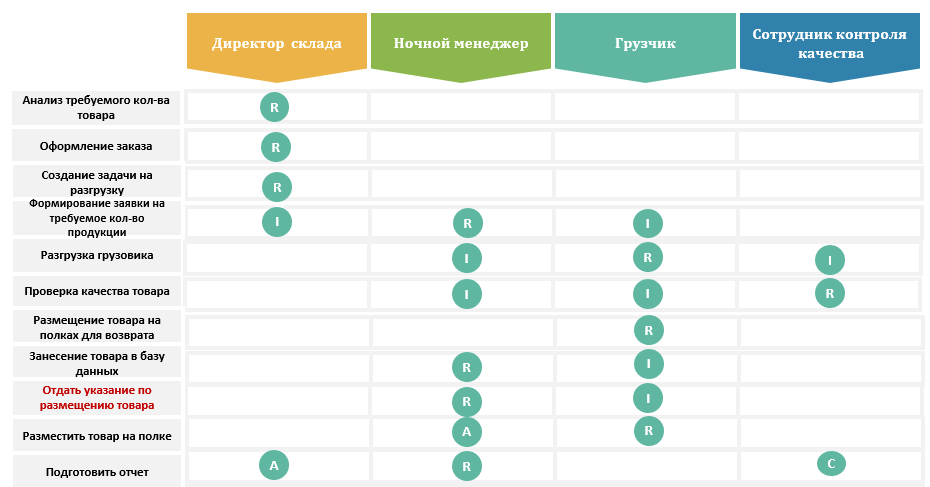 Директор склада
Ночной менеджер
Грузчик
Сотрудник контроля
качества
Анализ требуемого кол-ва
товара
R
Оформление заказа
R
Создание задачи на
разгрузку
R
Формирование заявки на
требуемое кол-во
продукции
I
R
I
Разгрузка грузовика
I
R
I
Проверка качества товара
I
I
R
Размещение товара на
полках для возврата
R
Занесение товара в базу
данных
R
I
Отдать указание по
размещению товара
R
I
Разместить товар на полке
A
R
Подготовить отчет
A
R
C